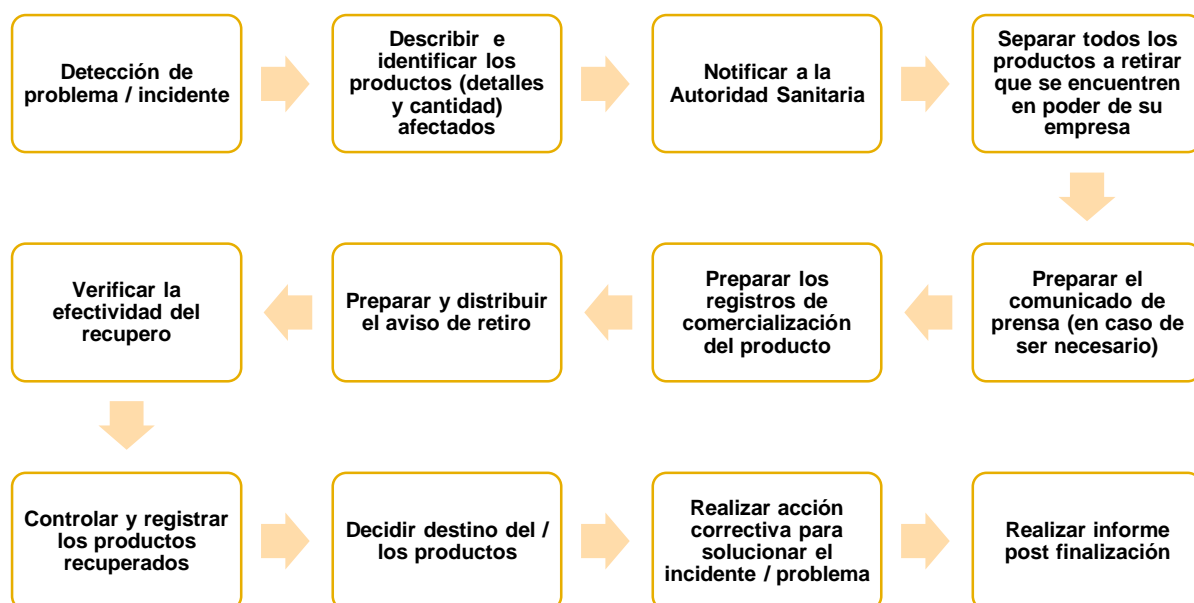 Detección de
problema / incidente
Describir e
identificar los
productos (detalles
y cantidad)
afectados
Notificar a la
Autoridad Sanitaria
Separar todos los
productos a retirar
que se encuentren
en poder de su
empresa
Preparar el
comunicado de
prensa (en caso de
ser necesario)
Preparar los
registros de
comercialización
del producto
Preparar y distribuir
el aviso de retiro
Verificar la
efectividad del
recupero
Controlar y registrar
los productos
recuperados
Decidir destino del /
los productos
Realizar acción
correctiva para
solucionar el
incidente / problema
Realizar informe
post finalización